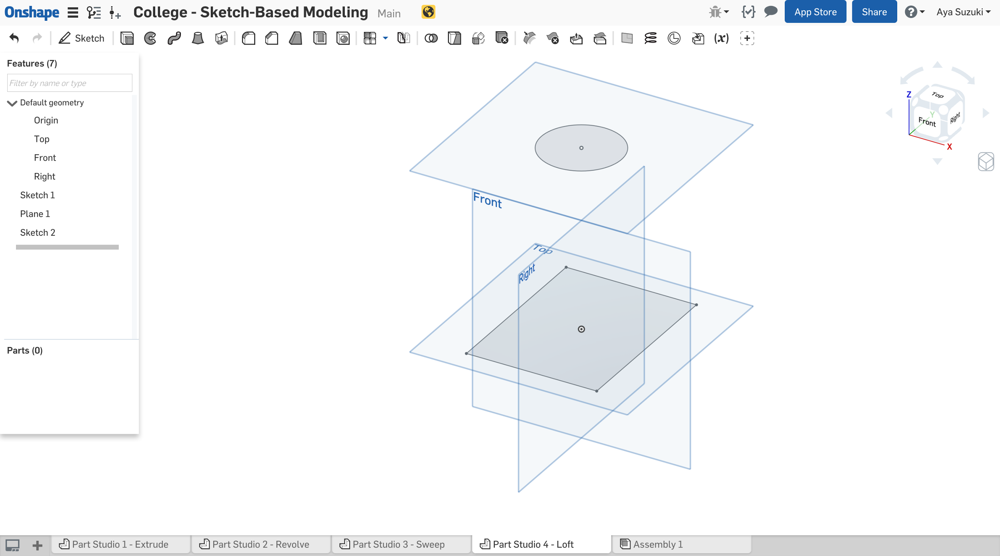 Onshape College - Sketch-Based Modeling Main App Store Share Aya Suzuki
Sketch (x)
Features (7)
Filter by name or type
Default geometry
Origin
Top
Front
Right
Sketch 1
Plane 1
Sketch 2
Parts (0)
Front
Top
Right
Z
Top
Y
Front
Right
X
Part Studio 1 - Extrude Part Studio 2 - Revolve Part Studio 3 - Sweep Part Studio 4 - Loft Assembly 1